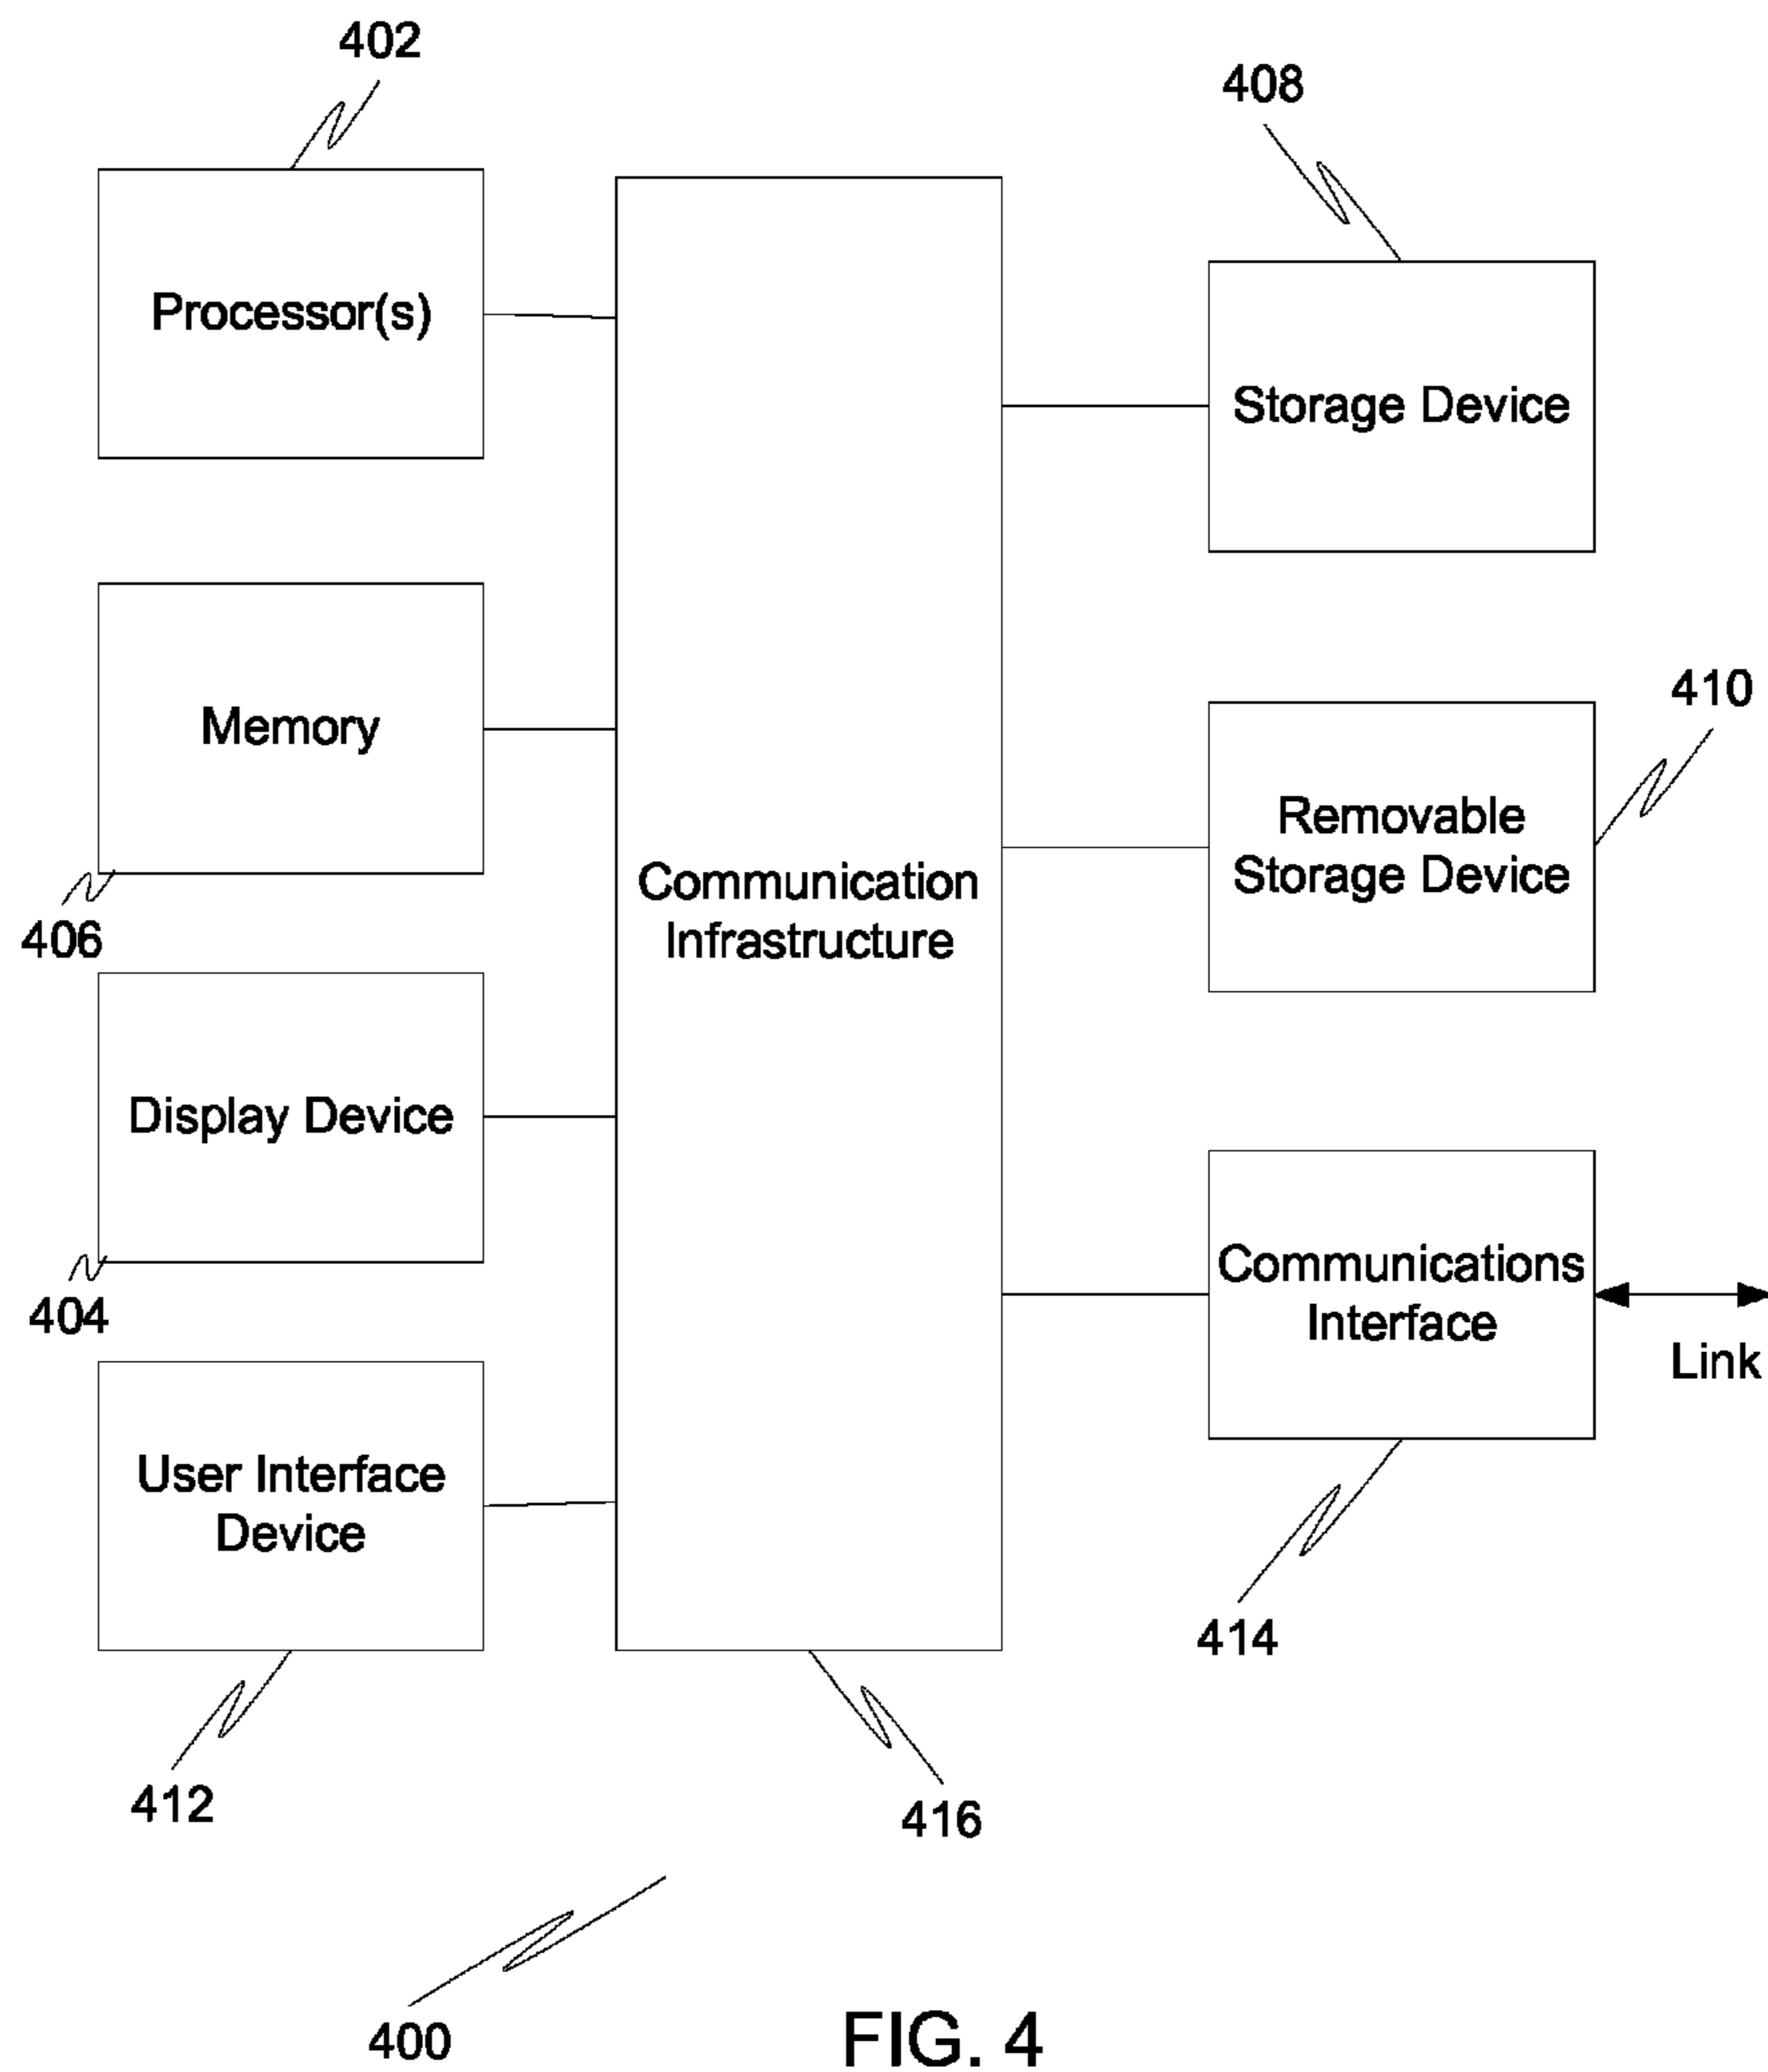 402
408
Processor(s)
Storage Device
410
Memory
Removable
Storage Device
Communication
Infrastructure
406
Display Device
Communications
Interface
404
Link
User Interface
Device
414
412
416
400
FIG. 4